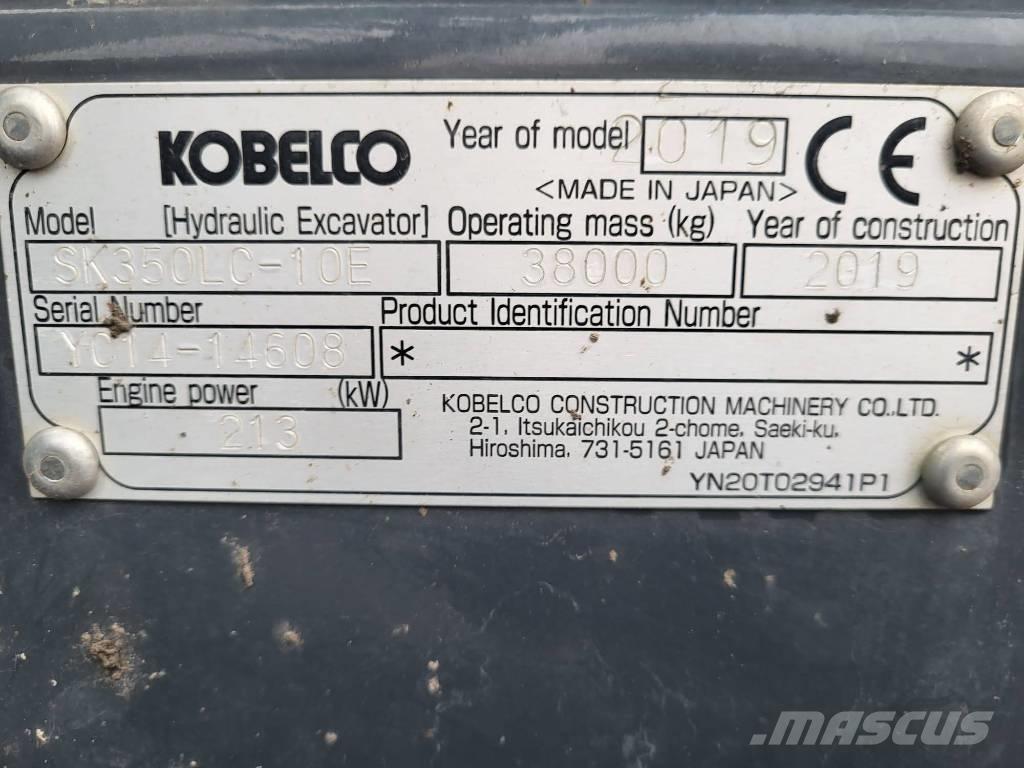 KOBELCO
Year of model 2019
CE
<MADE IN JAPAN>
Model [Hydraulic Excavator] Operating mass (kg) Year of construction
SK350LC-10E 38000 2019
Serial Number Product Identification Number
YC14-14608 * *
Engine power (kW)
213
KOBELCO CONSTRUCTION MACHINERY CO.,LTD.
2-1, Itsukaichikou 2-chome, Saeki-ku,
Hiroshima, 731-5161 JAPAN
YN20T02941P1
MASCUS